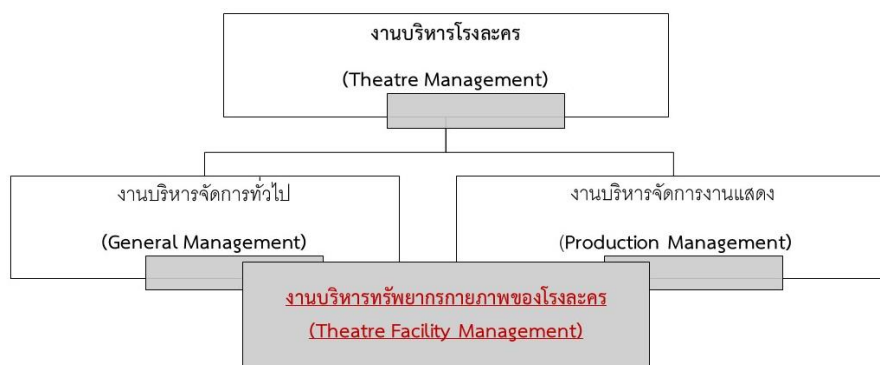 งานบริหารโรงละคร
(Theatre Management)
งานบริหารจัดการทั่วไป
(General Management)
งานบริหารจัดการงานแสดง
(Production Management)
งานบริหารทรัพยากรกายภาพของโรงละคร
(Theatre Facility Management)